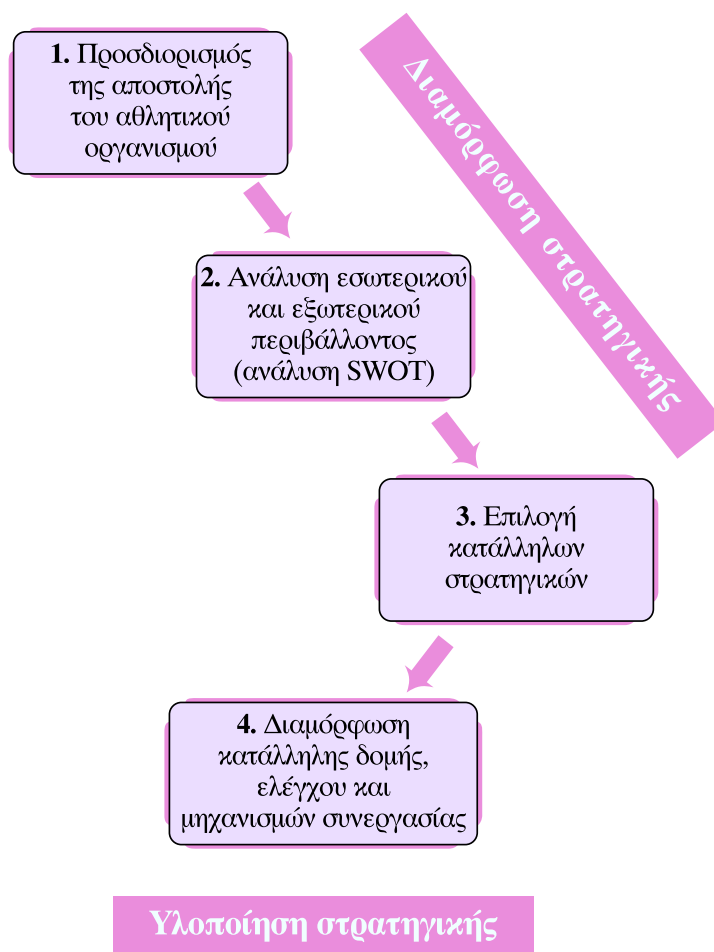 1. Προσδιορισμός
της αποστολής
του αθλητικού
οργανισμού
Διαμόρφωση στρατηγικής
2. Ανάλυση εσωτερικού
και εξωτερικού
περιβάλλοντος
(ανάλυση SWOT)
3. Επιλογή
κατάλληλων
στρατηγικών
4. Διαμόρφωση
κατάλληλης δομής,
ελέγχου και
μηχανισμών συνεργασίας
Υλοποίηση στρατηγικής